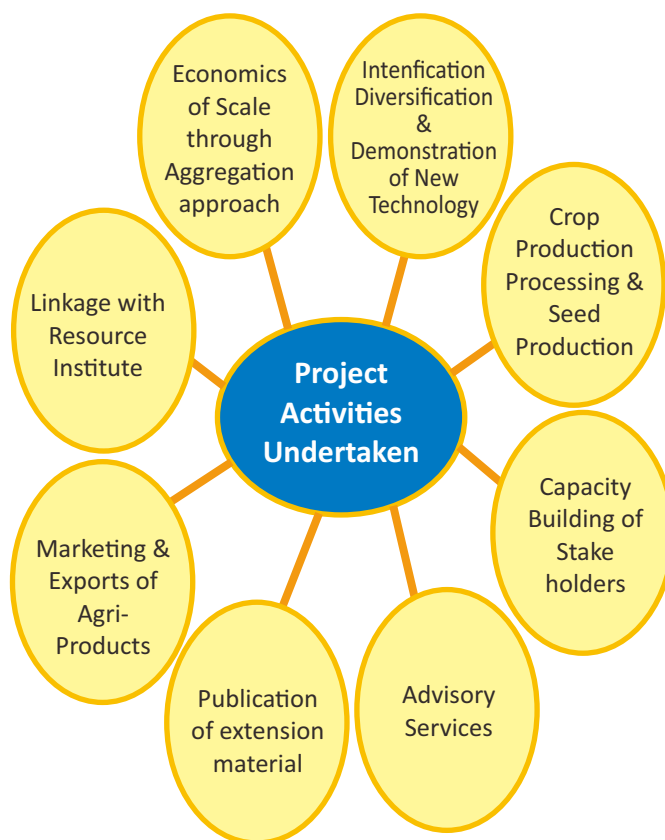 Economics
of Scale
through
Aggregation
approach
Intenfication
Diversification
&
Demonstration
of New
Technology
Crop
Production
Processing &
Seed
Production
Capacity
Building of
Stake
holders
Advisory
Services
Publication
of extension
material
Marketing &
Exports of
Agri-
Products
Linkage with
Resource
Institute
Project
Activities
Undertaken